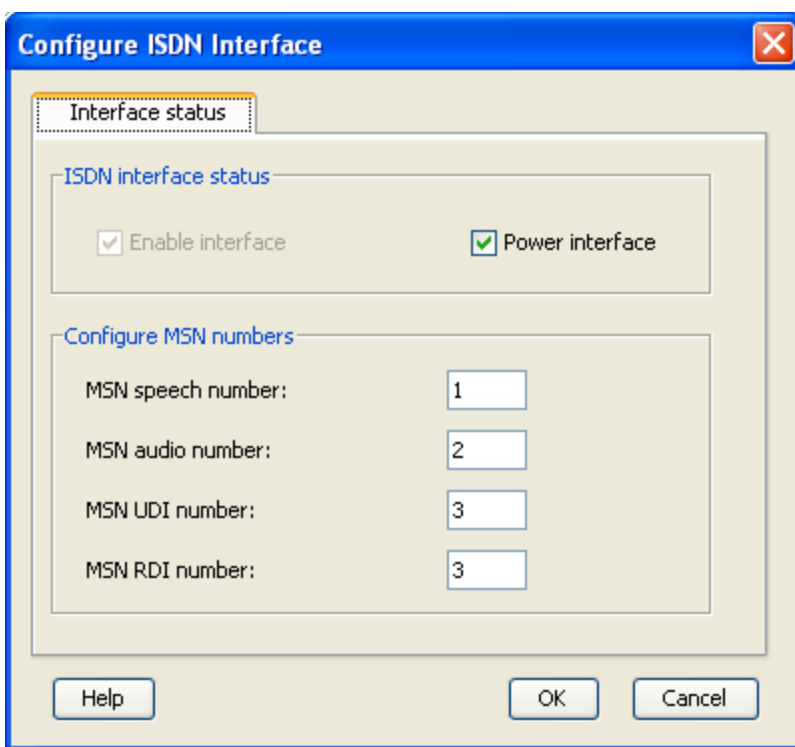 Configure ISDN Interface
Interface status
ISDN interface status
Enable interface Power interface
Configure MSN numbers
MSN speech number: 1
MSN audio number: 2
MSN UDI number: 3
MSN RDI number: 3
Help OK Cancel